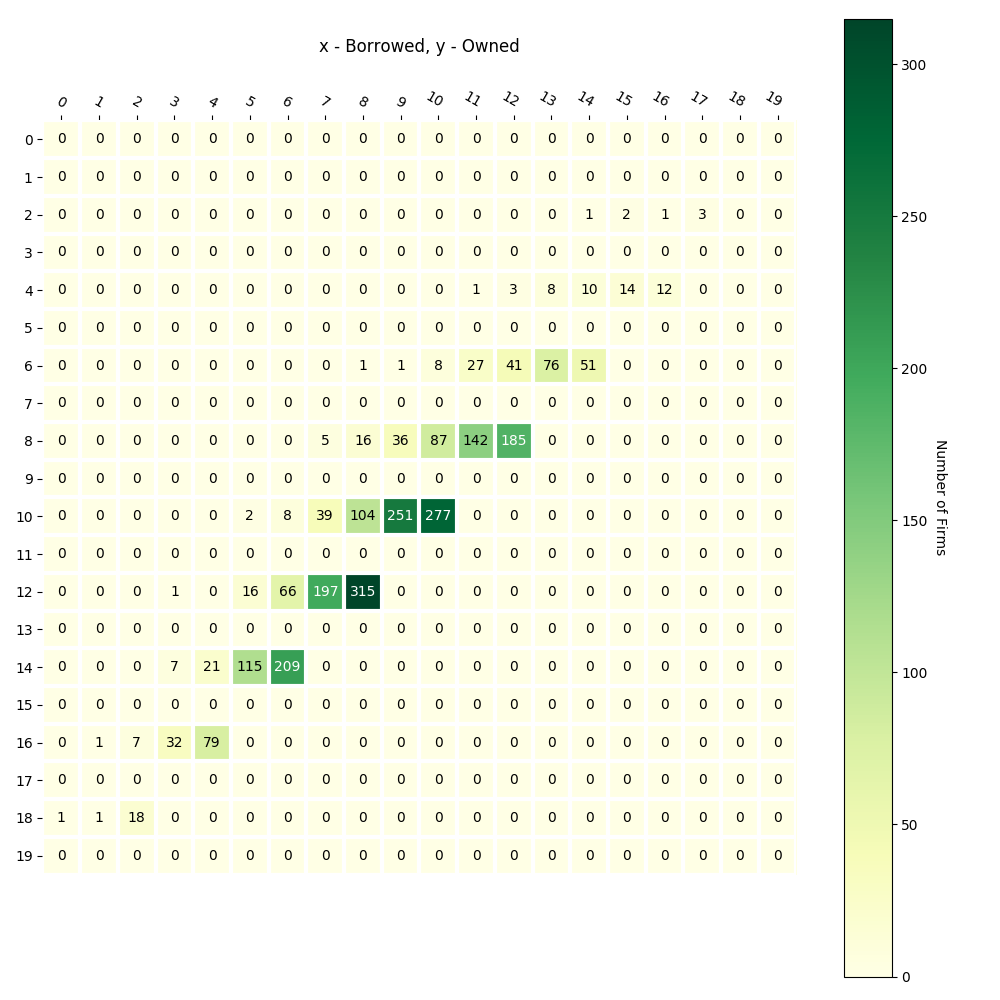 x - Borrowed, y - Owned
0 1 2 3 4 5 6 7 8 9 10 11 12 13 14 15 16 17 18 19
0 0 0 0 0 0 0 0 0 0 0 0 0 0 0 0 0 0 0 0 0
1 0 0 0 0 0 0 0 0 0 0 0 0 0 0 0 0 0 0 0 0
2 0 0 0 0 0 0 0 0 0 0 0 0 0 0 1 2 1 3 0 0
3 0 0 0 0 0 0 0 0 0 0 0 0 0 0 0 0 0 0 0 0
4 0 0 0 0 0 0 0 0 0 0 0 1 3 8 10 14 12 0 0 0
5 0 0 0 0 0 0 0 0 0 0 0 0 0 0 0 0 0 0 0 0
6 0 0 0 0 0 0 0 0 1 1 8 27 41 76 51 0 0 0 0 0
7 0 0 0 0 0 0 0 0 0 0 0 0 0 0 0 0 0 0 0 0
8 0 0 0 0 0 0 0 5 16 36 87 142 185 0 0 0 0 0 0 0
9 0 0 0 0 0 0 0 0 0 0 0 0 0 0 0 0 0 0 0 0
10 0 0 0 0 0 2 8 39 104 251 277 0 0 0 0 0 0 0 0 0
11 0 0 0 0 0 0 0 0 0 0 0 0 0 0 0 0 0 0 0 0
12 0 0 0 1 0 16 66 197 315 0 0 0 0 0 0 0 0 0 0 0
13 0 0 0 0 0 0 0 0 0 0 0 0 0 0 0 0 0 0 0 0
14 0 0 0 7 21 115 209 0 0 0 0 0 0 0 0 0 0 0 0 0
15 0 0 0 0 0 0 0 0 0 0 0 0 0 0 0 0 0 0 0 0
16 0 1 7 32 79 0 0 0 0 0 0 0 0 0 0 0 0 0 0 0
17 0 0 0 0 0 0 0 0 0 0 0 0 0 0 0 0 0 0 0 0
18 1 1 18 0 0 0 0 0 0 0 0 0 0 0 0 0 0 0 0 0
19 0 0 0 0 0 0 0 0 0 0 0 0 0 0 0 0 0 0 0 0
300
250
200
150
100
50
0
Number of Firms